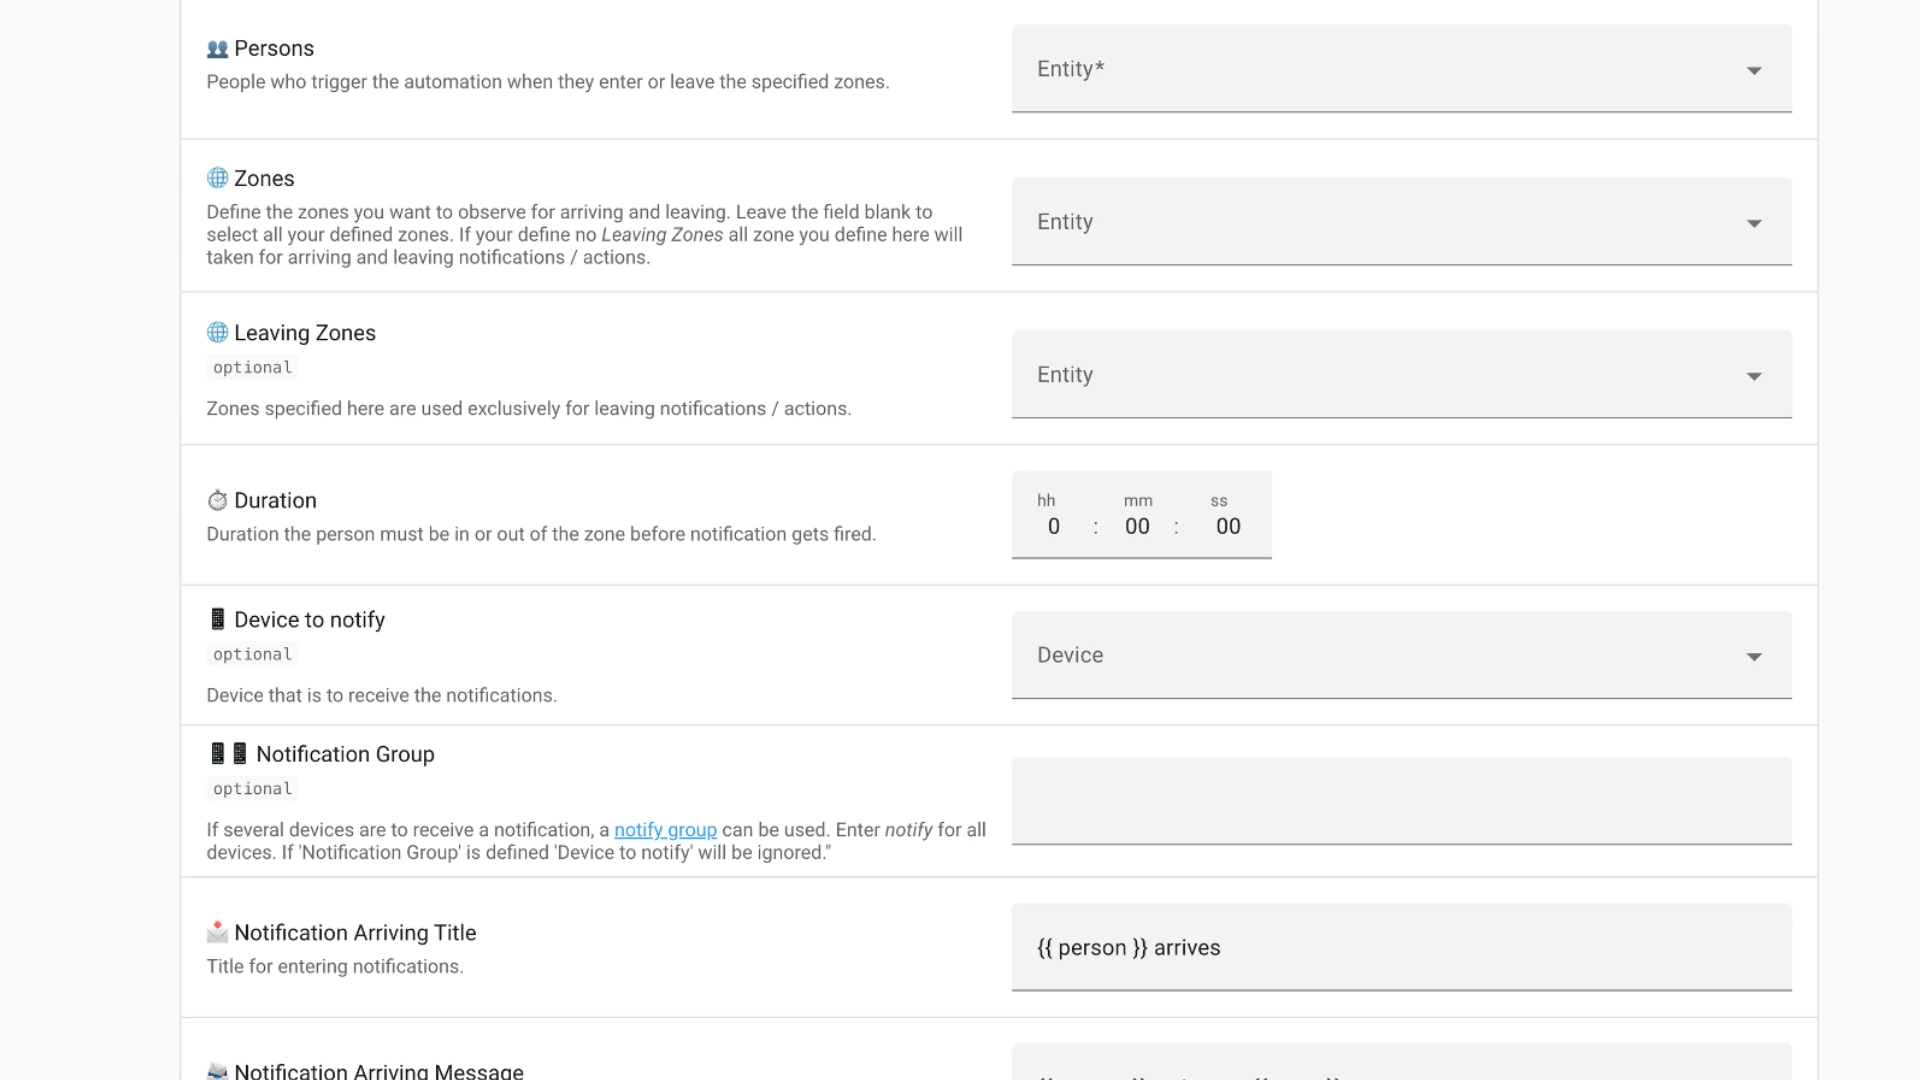 Persons
People who trigger the automation when they enter or leave the specified zones.
Entity*
Zones
Define the zones you want to observe for arriving and leaving. Leave the field blank to
select all your defined zones. If your define no Leaving Zones all zone you define here will
taken for arriving and leaving notifications / actions.
Entity
Leaving Zones
optional
Zones specified here are used exclusively for leaving notifications / actions.
Entity
Duration
Duration the person must be in or out of the zone before notification gets fired.
hh mm ss
0 : 00 : 00
Device to notify
optional
Device that is to receive the notifications.
Device
Notification Group
optional
If several devices are to receive a notification, a notify group can be used. Enter notify for all
devices. If 'Notification Group' is defined 'Device to notify' will be ignored."
Notification Arriving Title
Title for entering notifications.
{{ person }} arrives
Notification Arriving Message